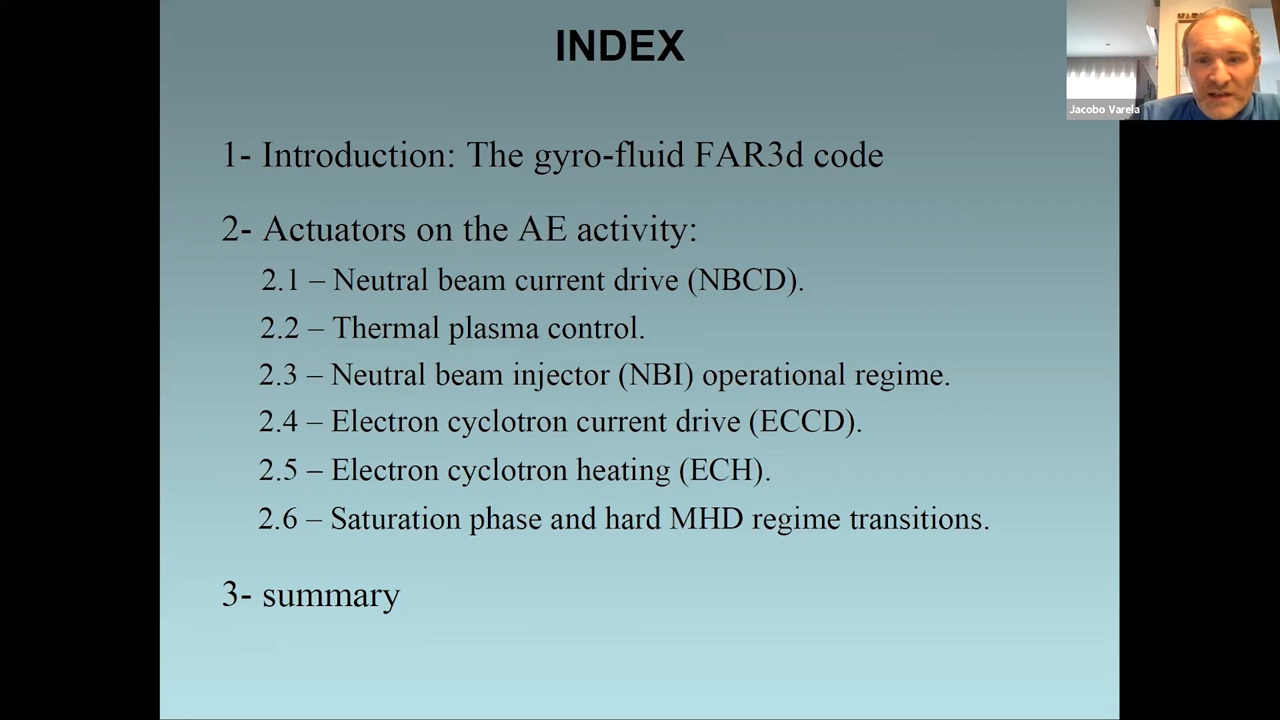 INDEX
Jacobo Varela
1- Introduction: The gyro-fluid FAR3d code
2- Actuators on the AE activity:
2.1 – Neutral beam current drive (NBCD).
2.2 – Thermal plasma control.
2.3 – Neutral beam injector (NBI) operational regime.
2.4 – Electron cyclotron current drive (ECCD).
2.5 – Electron cyclotron heating (ECH).
2.6 – Saturation phase and hard MHD regime transitions.
3- summary